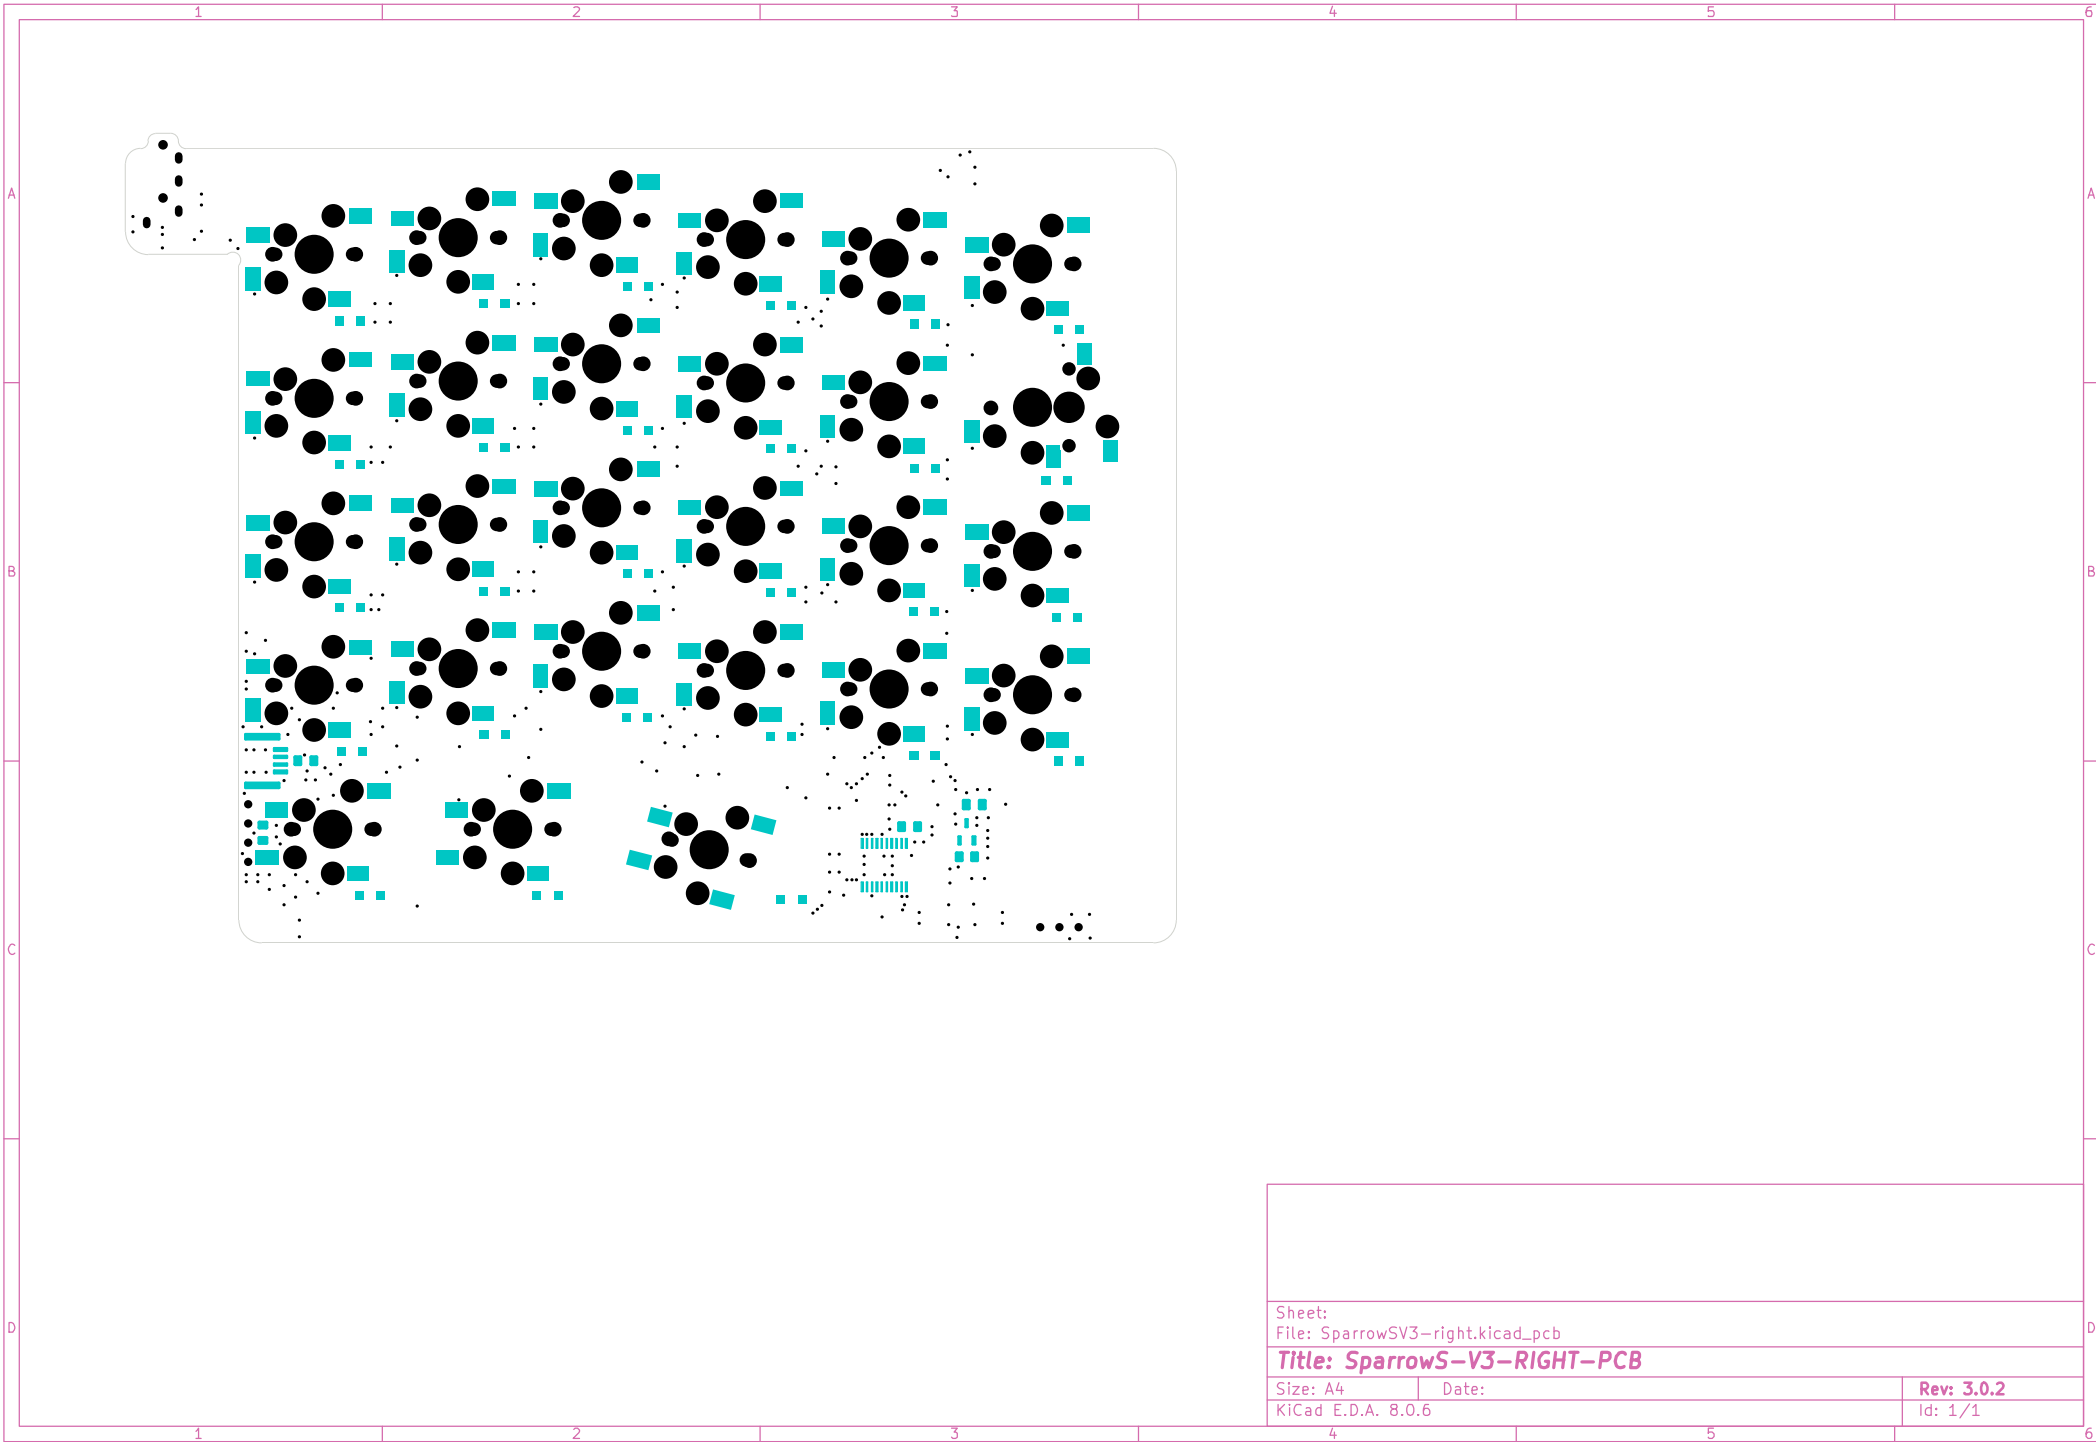 1 2 3 4 5 6
A A
B B
C C
D D
Sheet:
File: SparrowSV3-right.kicad_pcb
Title: SparrowS-V3-RIGHT-PCB
Size: A4 Date: Rev: 3.0.2
KiCad E.D.A. 8.0.6 Id: 1/1
1 2 3 4 5 6